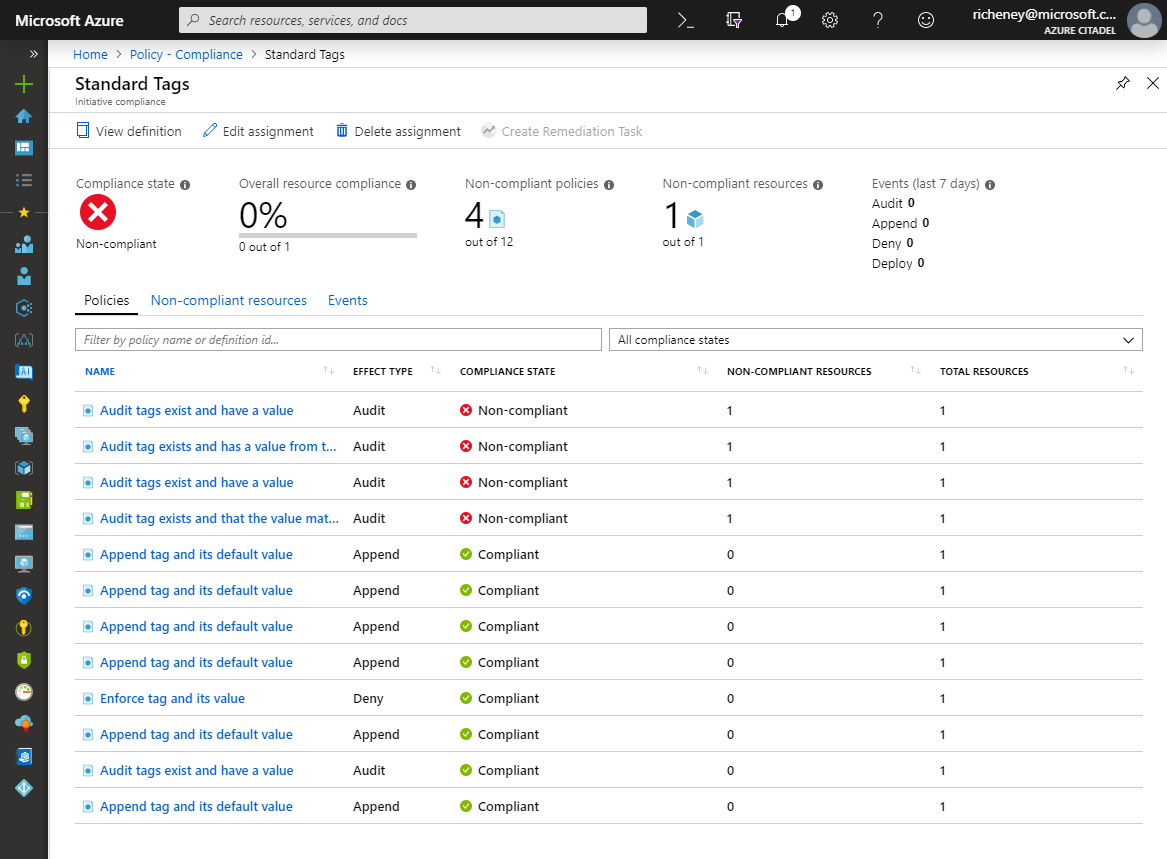 Microsoft Azure
Search resources, services, and docs
1
richeney@microsoft.c...
AZURE CITADEL
Home > Policy - Compliance > Standard Tags
Standard Tags
Initiative compliance
View definition Edit assignment Delete assignment Create Remediation Task
Compliance state Overall resource compliance Non-compliant policies Non-compliant resources Events (last 7 days)
Non-compliant
0%
0 out of 1
4
out of 12
1
out of 1
Audit 0
Append 0
Deny 0
Deploy 0
Policies Non-compliant resources Events
Filter by policy name or definition id... All compliance states
NAME EFFECT TYPE COMPLIANCE STATE NON-COMPLIANT RESOURCES TOTAL RESOURCES
Audit tags exist and have a value Audit Non-compliant 1 1
Audit tag exists and has a value from t... Audit Non-compliant 1 1
Audit tags exist and have a value Audit Non-compliant 1 1
Audit tag exists and that the value mat... Audit Non-compliant 1 1
Append tag and its default value Append Compliant 0 1
Append tag and its default value Append Compliant 0 1
Append tag and its default value Append Compliant 0 1
Append tag and its default value Append Compliant 0 1
Enforce tag and its value Deny Compliant 0 1
Append tag and its default value Append Compliant 0 1
Audit tags exist and have a value Audit Compliant 0 1
Append tag and its default value Append Compliant 0 1